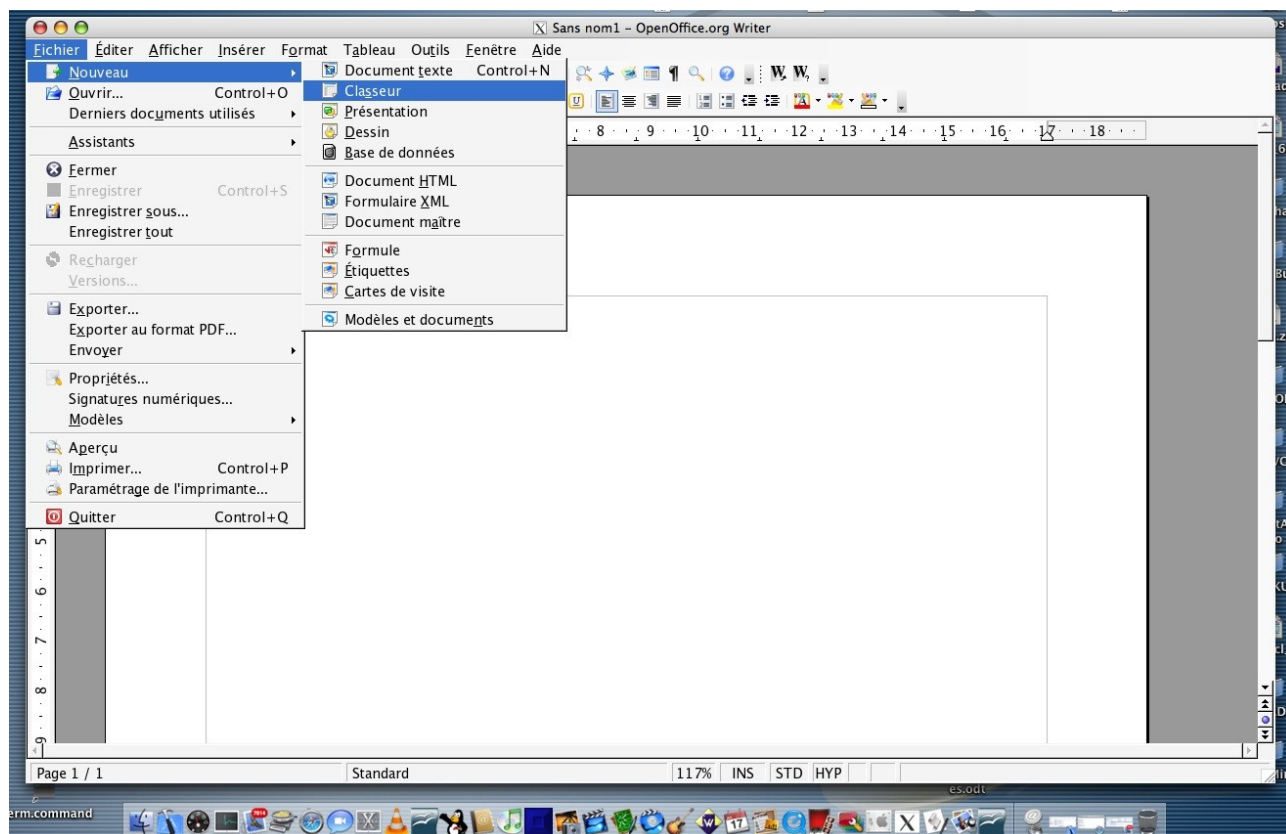 Sans nom1 – OpenOffice.org Writer
Fichier Éditer Afficher Insérer Format Tableau Outils Fenêtre Aide
Nouveau
Ouvrir... Control+O
Derniers documents utilisés
Assistants
Fermer
Enregistrer Control+S
Enregistrer sous...
Enregistrer tout
Recharger
Versions...
Exporter...
Exporter au format PDF...
Envoyer
Propriétés...
Signatures numériques...
Modèles
Aperçu
Imprimer... Control+P
Paramétrage de l'imprimante...
Quitter Control+Q
Document texte Control+N
Classeur
Présentation
Dessin
Base de données
Document HTML
Formulaire XML
Document maître
Formule
Étiquettes
Cartes de visite
Modèles et documents
8 9 10 11 12 13 14 15 16 17 18
5
6
7
8
9
Page 1 / 1 Standard 117% INS STD HYP
es.odt
erm.command
17